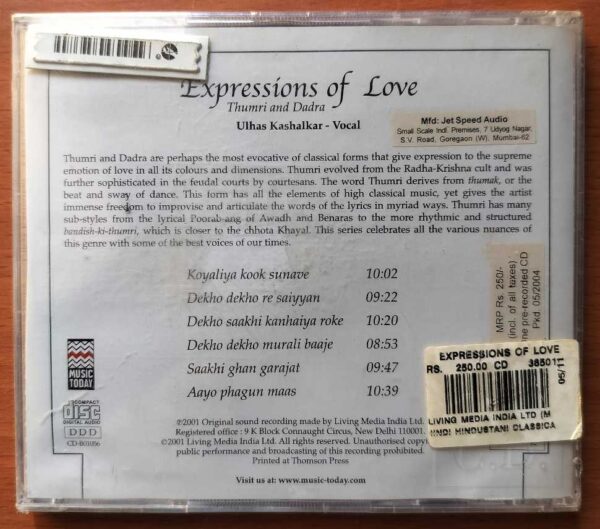 Expressions of Love
Thumri and Dadra
Ulhas Kashalkar - Vocal
Mfd: Jet Speed Audio
Small Scale Indl. Premises, 7 Udyog Nagar,
S.V. Road, Goregaon (W), Mumbai-62
Thumri and Dadra are perhaps the most evocative of classical forms that give expression to the supreme
emotion of love in all its colours and dimensions. Thumri evolved from the Radha-Krishna cult and was
further sophisticated in the feudal courts by courtesans. The word Thumri derives from thumak, or the
beat and sway of dance. This form has all the elements of high classical music, yet gives the artist
immense freedom to improvise and articulate the words of the lyrics in myriad ways. Thumri has many
sub-styles from the lyrical Poorab-ang of Awadh and Benaras to the more rhythmic and structured
bandish-ki-thumri, which is closer to the chhota Khayal. This series celebrates all the various nuances of
this genre with some of the best voices of our times.
Koyaliya kook sunave 10:02
Dekho dekho re saiyyan 09:22
Dekho saakhi kanhaiya roke 10:20
Dekho dekho murali baaje 08:53
Saakhi ghan garajat 09:47
Aayo phagun maas 10:39
MRP Rs. 250/-
(incl. of all taxes)
One pre-recorded CD
Pkd. 05/2004
EXPRESSIONS OF LOVE
RS. 250.00 CD 365011
05/11
LIVING MEDIA INDIA LTD (M
HINDI HINDUSTANI CLASSICA
MUSIC
TODAY
COMPACT
disc
DIGITAL AUDIO
DDD
CD-B01056
℗2001 Original sound recording made by Living Media India Ltd.
Registered office : 9 K Block Connaught Circus, New Delhi 110001.
©2001 Living Media India Ltd. All rights reserved. Unauthorised copy
public performance and broadcasting of this recording prohibited.
Printed at Thomson Press
Visit us at: www.music-today.com